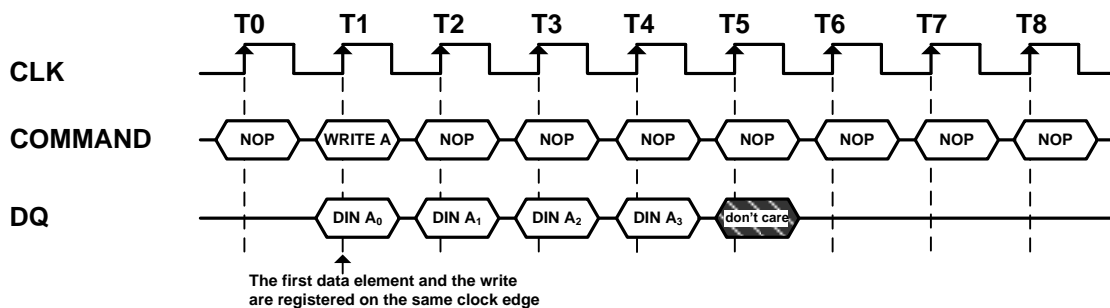 T0 T1 T2 T3 T4 T5 T6 T7 T8
CLK
COMMAND NOP WRITE A NOP NOP NOP NOP NOP NOP NOP
DQ DIN A₀ DIN A₁ DIN A₂ DIN A₃ don't care
The first data element and the write
are registered on the same clock edge